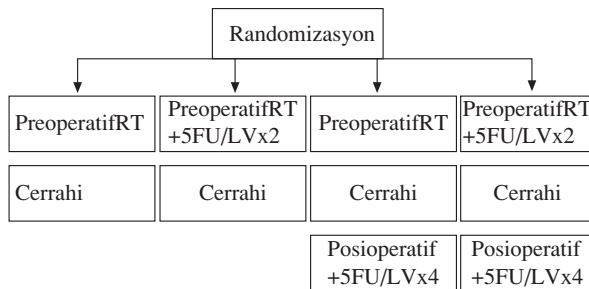 Randomizasyon
PreoperatifRT
PreoperatifRT
+5FU/LVx2
PreoperatifRT
PreoperatifRT
+5FU/LVx2
Cerrahi
Cerrahi
Cerrahi
Cerrahi
Posioperatif
+5FU/LVx4
Posioperatif
+5FU/LVx4